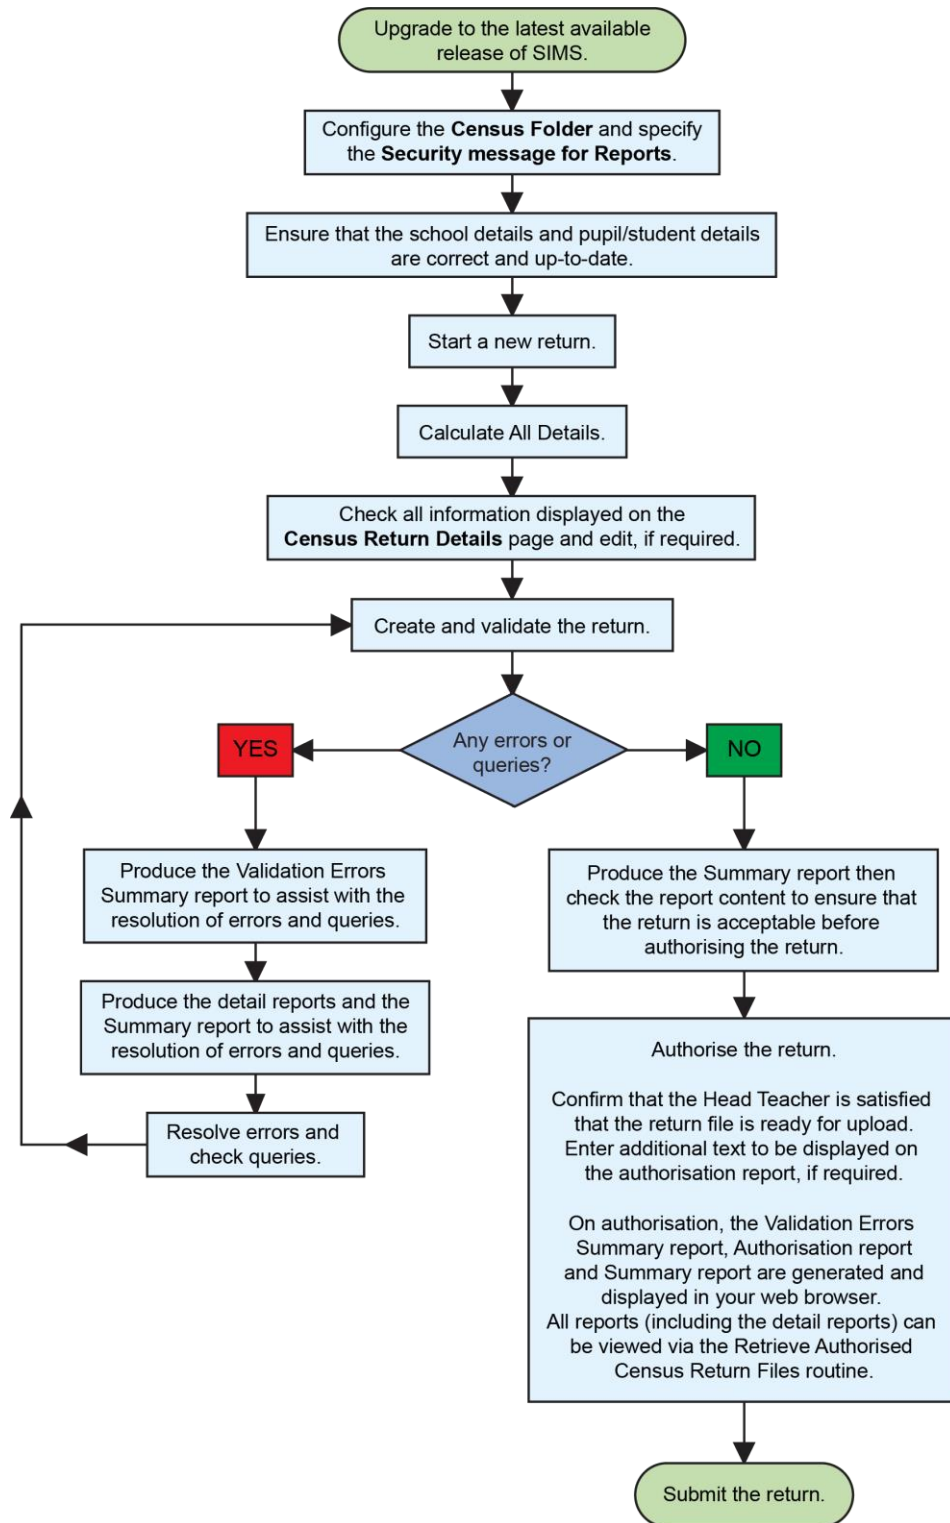 Upgrade to the latest available
release of SIMS.
Configure the Census Folder and specify
the Security message for Reports.
Ensure that the school details and pupil/student details
are correct and up-to-date.
Start a new return.
Calculate All Details.
Check all information displayed on the
Census Return Details page and edit, if required.
Create and validate the return.
Any errors or
queries?
YES
NO
Produce the Validation Errors
Summary report to assist with the
resolution of errors and queries.
Produce the detail reports and the
Summary report to assist with the
resolution of errors and queries.
Resolve errors and
check queries.
Produce the Summary report then
check the report content to ensure that
the return is acceptable before
authorising the return.
Authorise the return.
Confirm that the Head Teacher is satisfied
that the return file is ready for upload.
Enter additional text to be displayed on
the authorisation report, if required.
On authorisation, the Validation Errors
Summary report, Authorisation report
and Summary report are generated and
displayed in your web browser.
All reports (including the detail reports) can
be viewed via the Retrieve Authorised
Census Return Files routine.
Submit the return.